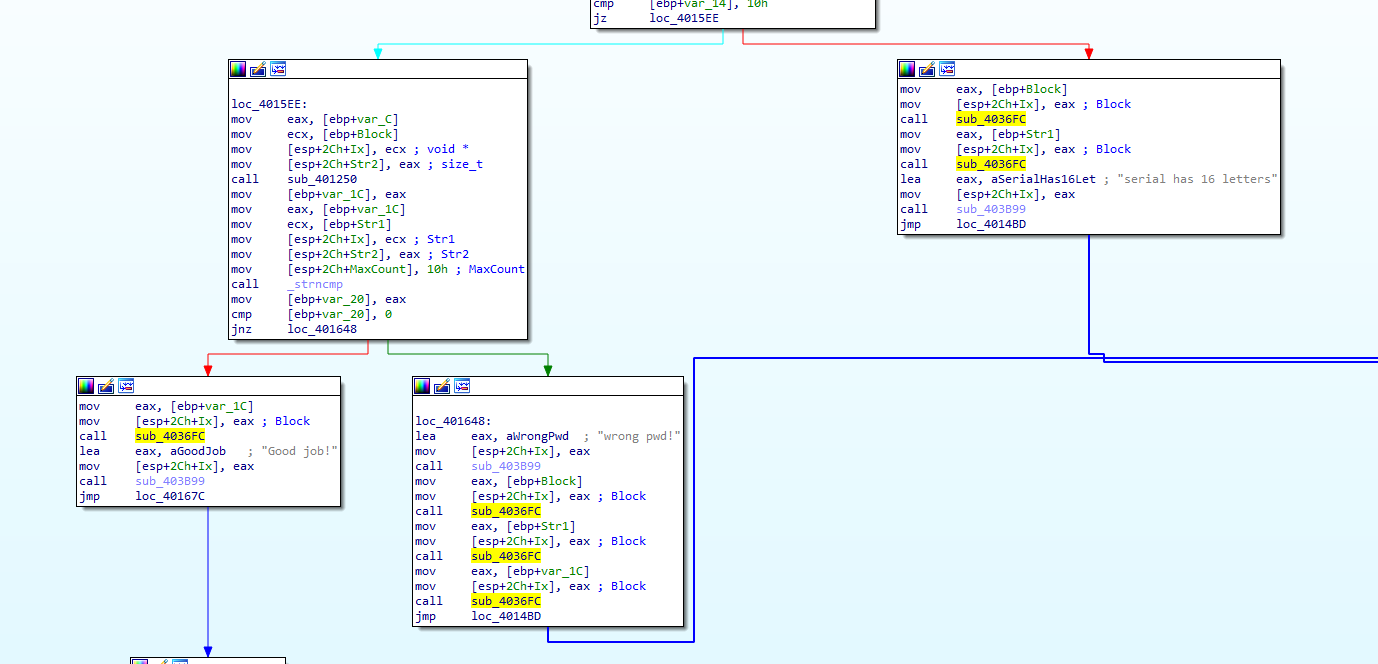 cmp [ebp+var_14], 10h
jz loc_4015EE
loc_4015EE:
mov eax, [ebp+var_C]
mov ecx, [ebp+Block]
mov [esp+2Ch+Ix], ecx ; void *
mov [esp+2Ch+Str2], eax ; size_t
call sub_401250
mov [ebp+var_1C], eax
mov eax, [ebp+var_1C]
mov ecx, [ebp+Str1]
mov [esp+2Ch+Ix], ecx ; Str1
mov [esp+2Ch+Str2], eax ; Str2
mov [esp+2Ch+MaxCount], 10h ; MaxCount
call _strncmp
mov [ebp+var_20], eax
cmp [ebp+var_20], 0
jnz loc_401648
mov eax, [ebp+Block]
mov [esp+2Ch+Ix], eax ; Block
call sub_4036FC
mov eax, [ebp+Str1]
mov [esp+2Ch+Ix], eax ; Block
call sub_4036FC
lea eax, aSerialHas16Let ; "serial has 16 letters"
mov [esp+2Ch+Ix], eax
call sub_403B99
jmp loc_4014BD
mov eax, [ebp+var_1C]
mov [esp+2Ch+Ix], eax ; Block
call sub_4036FC
lea eax, aGoodJob ; "Good job!"
mov [esp+2Ch+Ix], eax
call sub_403B99
jmp loc_40167C
loc_401648:
lea eax, aWrongPwd ; "wrong pwd!"
mov [esp+2Ch+Ix], eax
call sub_403B99
mov eax, [ebp+Block]
mov [esp+2Ch+Ix], eax ; Block
call sub_4036FC
mov eax, [ebp+Str1]
mov [esp+2Ch+Ix], eax ; Block
call sub_4036FC
mov eax, [ebp+var_1C]
mov [esp+2Ch+Ix], eax ; Block
call sub_4036FC
jmp loc_4014BD